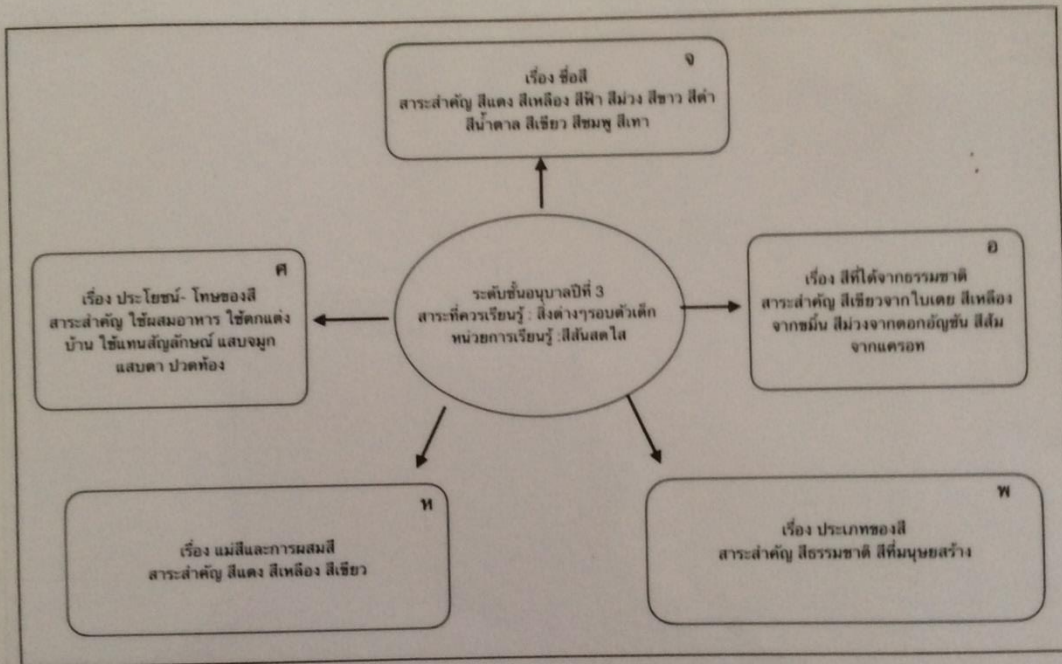 จ
เรื่อง ชื่อสี
สาระสำคัญ สีแดง สีเหลือง สีฟ้า สีม่วง สีขาว สีดำ
สีน้ำตาล สีเขียว สีชมพู สีเทา
ศ
เรื่อง ประโยชน์- โทษของสี
สาระสำคัญ ใช้ผสมอาหาร ใช้ตกแต่ง
บ้าน ใช้แทนสัญลักษณ์ แสบจมูก
แสบตา ปวดท้อง
ระดับชั้นอนุบาลปีที่ 3
สาระที่ควรเรียนรู้ : สิ่งต่างๆรอบตัวเด็ก
หน่วยการเรียนรู้ :สีสันสดใส
อ
เรื่อง สีที่ได้จากธรรมชาติ
สาระสำคัญ สีเขียวจากใบเตย สีเหลือง
จากขมิ้น สีม่วงจากดอกอัญชัน สีส้ม
จากแครอท
ห
เรื่อง แม่สีและการผสมสี
สาระสำคัญ สีแดง สีเหลือง สีเขียว
พ
เรื่อง ประเภทของสี
สาระสำคัญ สีธรรมชาติ สีที่มนุษยสร้าง